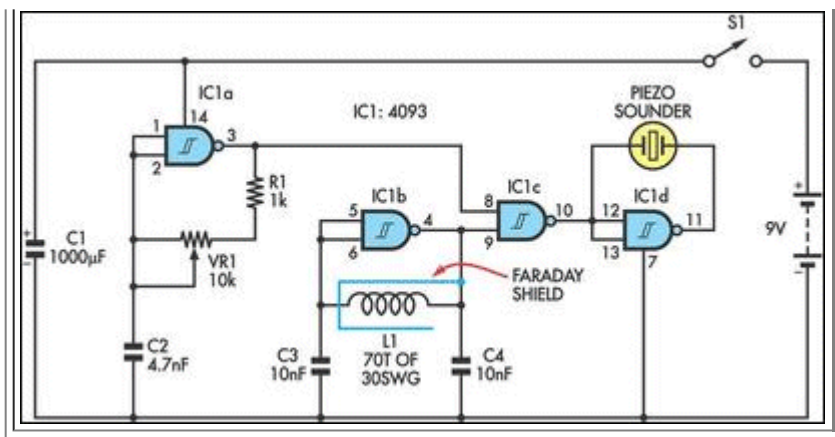 S1
IC1a
14
1
2
3
IC1: 4093
PIEZO
SOUNDER
R1
1k
IC1b
5
6
4
IC1c
8
9
10
IC1d
12
13
11
7
+
9V
−
+
C1
1000µF
−
VR1
10k
FARADAY
SHIELD
C2
4.7nF
C3
10nF
L1
70T OF
30SWG
C4
10nF